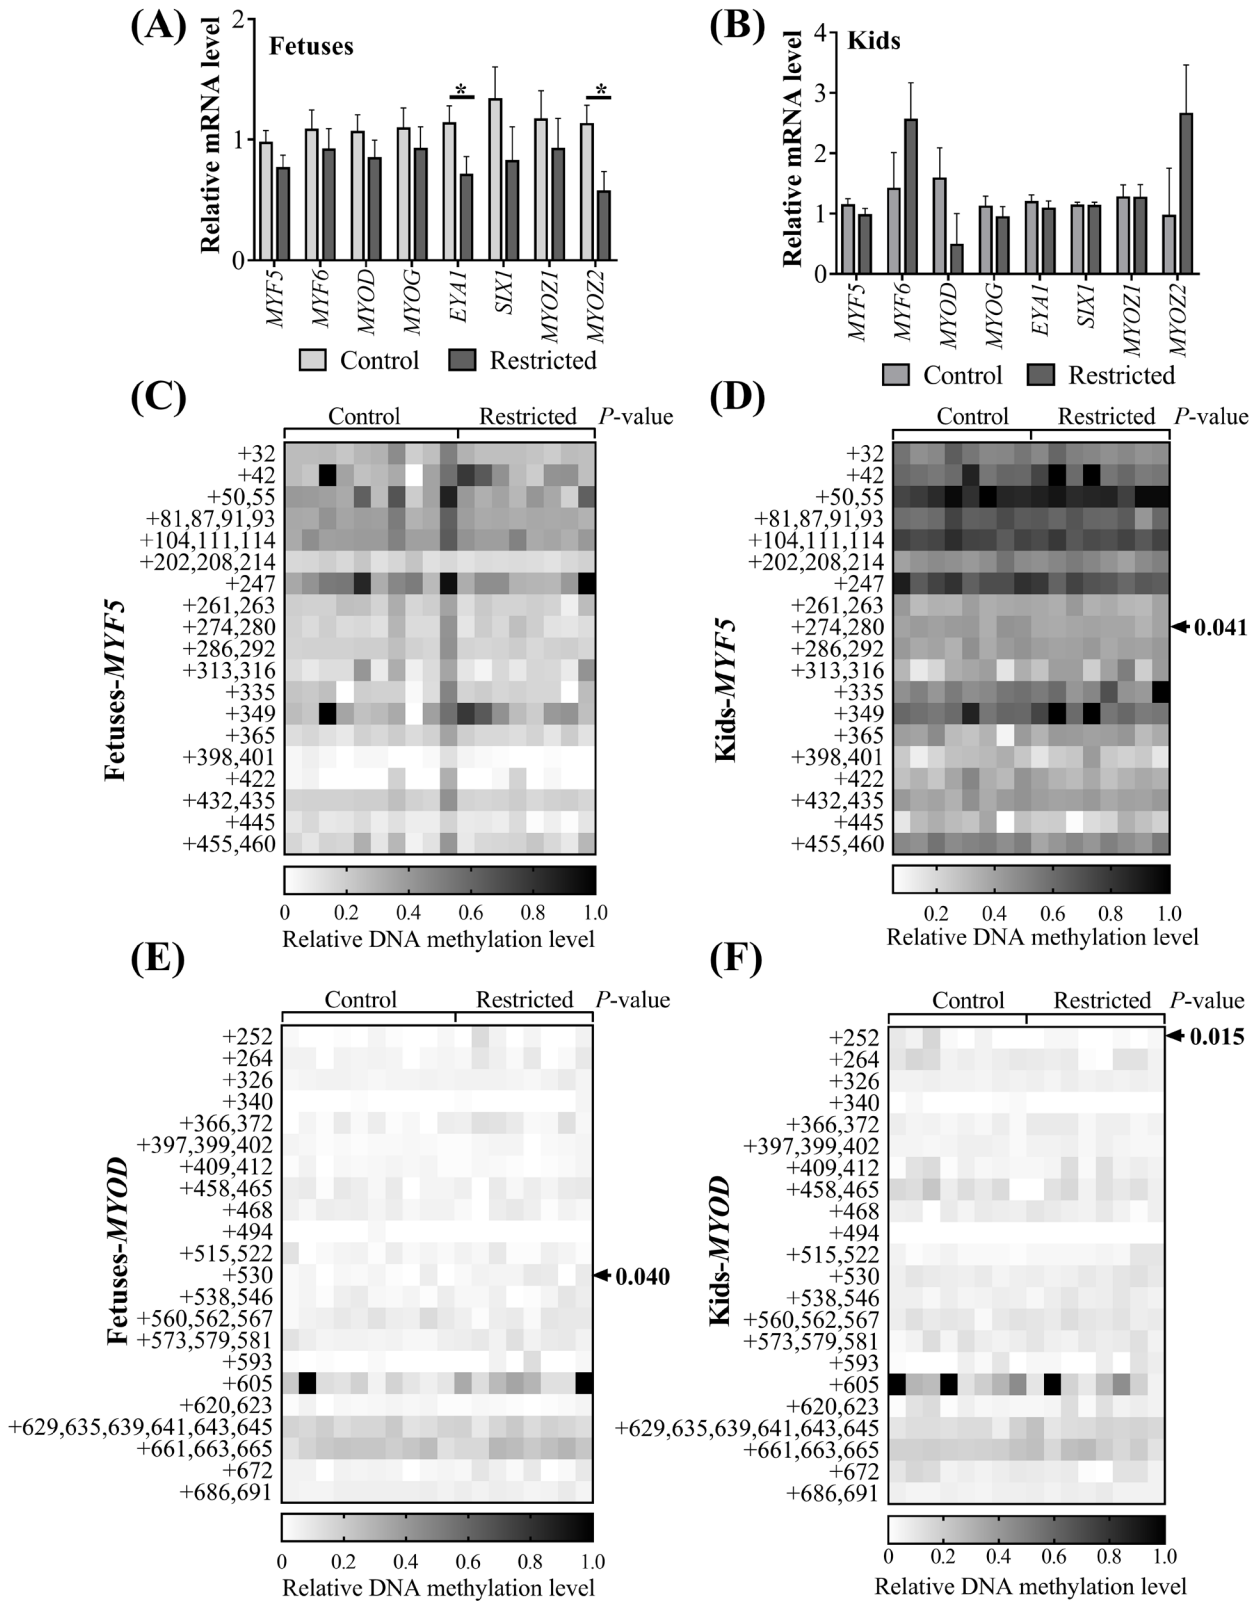 (A)
Fetuses
Relative mRNA level
2
1
0
*
*
MYF5
MYF6
MYOD
MYOG
EYA1
SIX1
MYOZ1
MYOZ2
Control
Restricted
(B)
Kids
Relative mRNA level
4
3
2
1
0
MYF5
MYF6
MYOD
MYOG
EYA1
SIX1
MYOZ1
MYOZ2
Control
Restricted
(C)
Control
Restricted
P-value
Fetuses-MYF5
+32
+42
+50,55
+81,87,91,93
+104,111,114
+202,208,214
+247
+261,263
+274,280
+286,292
+313,316
+335
+349
+365
+398,401
+422
+432,435
+445
+455,460
0 0.2 0.4 0.6 0.8 1.0
Relative DNA methylation level
(D)
Control
Restricted
P-value
Kids-MYF5
+32
+42
+50,55
+81,87,91,93
+104,111,114
+202,208,214
+247
+261,263
+274,280
0.041
+286,292
+313,316
+335
+349
+365
+398,401
+422
+432,435
+445
+455,460
0.2 0.4 0.6 0.8 1.0
Relative DNA methylation level
(E)
Control
Restricted
P-value
Fetuses-MYOD
+252
+264
+326
+340
+366,372
+397,399,402
+409,412
+458,465
+468
+494
+515,522
+530
0.040
+538,546
+560,562,567
+573,579,581
+593
+605
+620,623
+629,635,639,641,643,645
+661,663,665
+672
+686,691
0 0.2 0.4 0.6 0.8 1.0
Relative DNA methylation level
(F)
Control
Restricted
P-value
Kids-MYOD
+252
0.015
+264
+326
+340
+366,372
+397,399,402
+409,412
+458,465
+468
+494
+515,522
+530
+538,546
+560,562,567
+573,579,581
+593
+605
+620,623
+629,635,639,641,643,645
+661,663,665
+672
+686,691
0.0 0.2 0.4 0.6 0.8 1.0
Relative DNA methylation level